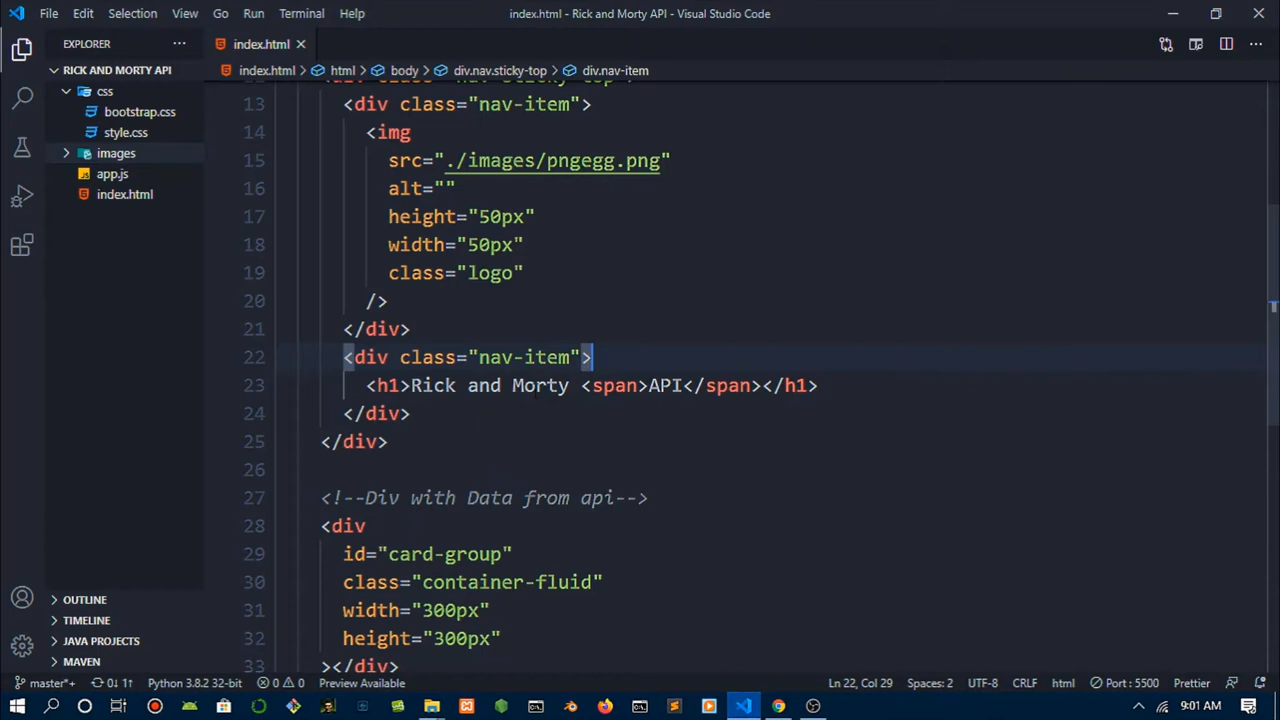 File Edit Selection View Go Run Terminal Help index.html - Rick and Morty API - Visual Studio Code
EXPLORER
index.html
RICK AND MORTY API
index.html > html > body > div.nav.sticky-top > div.nav-item
css
bootstrap.css
style.css
images
app.js
index.html
13 <div class="nav-item">
14 <img
15 src="./images/pngegg.png"
16 alt=""
17 height="50px"
18 width="50px"
19 class="logo"
20 />
21 </div>
22 <div class="nav-item">
23 <h1>Rick and Morty <span>API</span></h1>
24 </div>
25 </div>
26
27 <!--Div with Data from api-->
28 <div
29 id="card-group"
30 class="container-fluid"
31 width="300px"
32 height="300px"
33 ></div>
OUTLINE
TIMELINE
JAVA PROJECTS
MAVEN
master*+ 0↓ 1↑ Python 3.8.2 32-bit 0 0 Preview Available Ln 22, Col 29 Spaces: 2 UTF-8 CRLF html Port : 5500 Prettier
9:01 AM